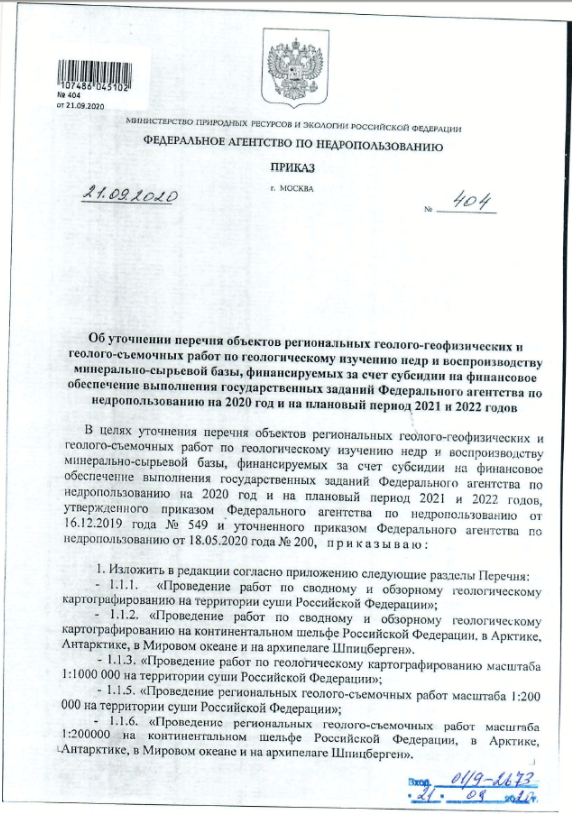 107486 045102
№ 404
от 21.09.2020
МИНИСТЕРСТВО ПРИРОДНЫХ РЕСУРСОВ И ЭКОЛОГИИ РОССИЙСКОЙ ФЕДЕРАЦИИ
ФЕДЕРАЛЬНОЕ АГЕНТСТВО ПО НЕДРОПОЛЬЗОВАНИЮ
ПРИКАЗ
г. МОСКВА
21.09.2020
№ 404
Об уточнении перечня объектов региональных геолого-геофизических и
геолого-съемочных работ по геологическому изучению недр и воспроизводству
минерально-сырьевой базы, финансируемых за счет субсидии на финансовое
обеспечение выполнения государственных заданий Федерального агентства по
недропользованию на 2020 год и на плановый период 2021 и 2022 годов
В целях уточнения перечня объектов региональных геолого-геофизических и
геолого-съемочных работ по геологическому изучению недр и воспроизводству
минерально-сырьевой базы, финансируемых за счет субсидии на финансовое
обеспечение выполнения государственных заданий Федерального агентства по
недропользованию на 2020 год и на плановый период 2021 и 2022 годов,
утвержденного приказом Федерального агентства по недропользованию от
16.12.2019 года № 549 и уточненного приказом Федерального агентства по
недропользованию от 18.05.2020 года № 200, приказываю:
1. Изложить в редакции согласно приложению следующие разделы Перечня:
- 1.1.1. «Проведение работ по сводному и обзорному геологическому
картографированию на территории суши Российской Федерации»;
- 1.1.2. «Проведение работ по сводному и обзорному геологическому
картографированию на континентальном шельфе Российской Федерации, в Арктике,
Антарктике, в Мировом океане и на архипелаге Шпицберген».
- 1.1.3. «Проведение работ по геологическому картографированию масштаба
1:1000 000 на территории суши Российской Федерации»;
- 1.1.5. «Проведение региональных геолого-съемочных работ масштаба 1:200
000 на территории суши Российской Федерации»;
- 1.1.6. «Проведение региональных геолого-съемочных работ масштаба
1:200000 на континентальном шельфе Российской Федерации, в Арктике,
Антарктике, в Мировом океане и на архипелаге Шпицберген».
Вход. 01/9-2673
21 09